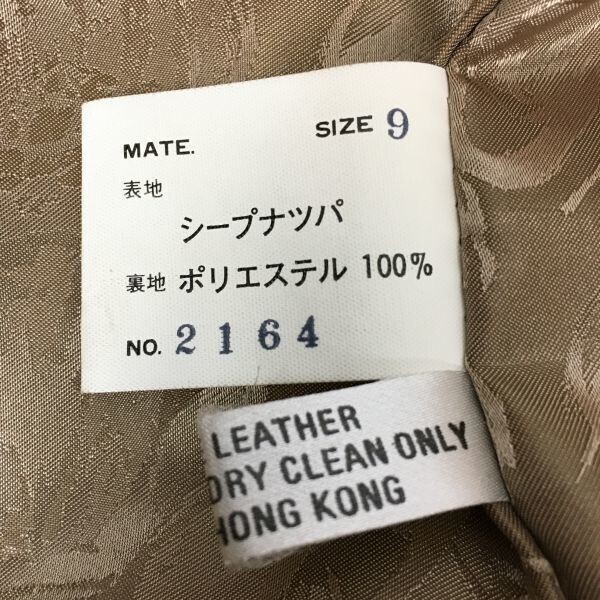 MATE. SIZE 9
表地
シープナツパ
裏地 ポリエステル 100%
NO. 2164
LEATHER
DRY CLEAN ONLY
HONG KONG